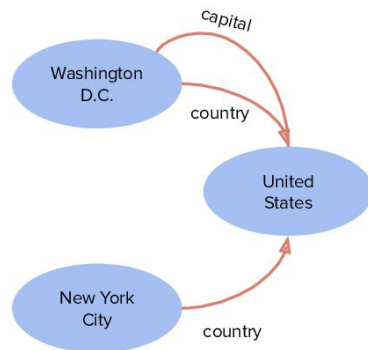 capital
Washington
D.C.
country
United
States
New York
City
country